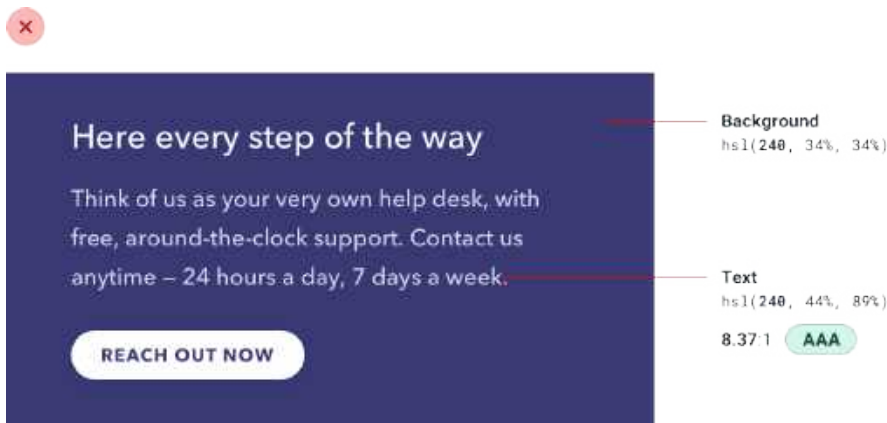 Here every step of the way
Think of us as your very own help desk, with
free, around-the-clock support. Contact us
anytime – 24 hours a day, 7 days a week.
REACH OUT NOW
Background
hsl(240, 34%, 34%)
Text
hsl(240, 44%, 89%)
8.37:1 AAA